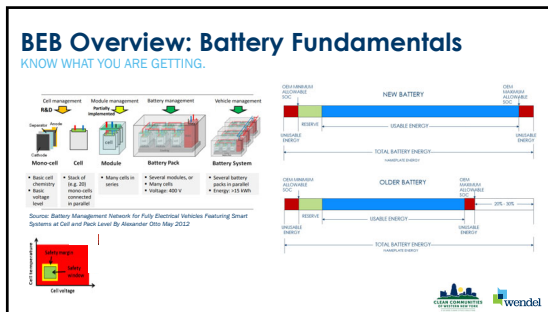 BEB Overview: Battery Fundamentals
KNOW WHAT YOU ARE GETTING.
Cell management
Module management
Battery management
Vehicle management
R&D
Partially implemented
Separator
Anode
Cathode
cell
Mono-cell
Cell
Module
Battery Pack
Battery System
• Basic cell chemistry
• Basic voltage level
• Stack of (e.g. 20) mono-cells connected in parallel
• Many cells in series
• Several modules, or Many cells
• Voltage: 400 V
• Several battery packs in parallel
• Energy: >15 kWh
Source: Battery Management Network for Fully Electrical Vehicles Featuring Smart
Systems at Cell and Pack Level By Alexander Otto May 2012
Cell temperature
Safety margin
Safety window
Cell voltage
OEM MINIMUM
ALLOWABLE
SOC
NEW BATTERY
OEM
MAXIMUM
ALLOWABLE
SOC
RESERVE
USABLE ENERGY
UNUSABLE
ENERGY
UNUSABLE
ENERGY
TOTAL BATTERY ENERGY
NAMEPLATE ENERGY
OEM MINIMUM
ALLOWABLE
SOC
OLDER BATTERY
OEM
MAXIMUM
ALLOWABLE
SOC
20% - 30%
RESERVE
USABLE ENERGY
UNUSABLE
ENERGY
UNUSABLE
ENERGY
TOTAL BATTERY ENERGY
NAMEPLATE ENERGY
CLEAN COMMUNITIES
OF WESTERN NEW YORK
wendel